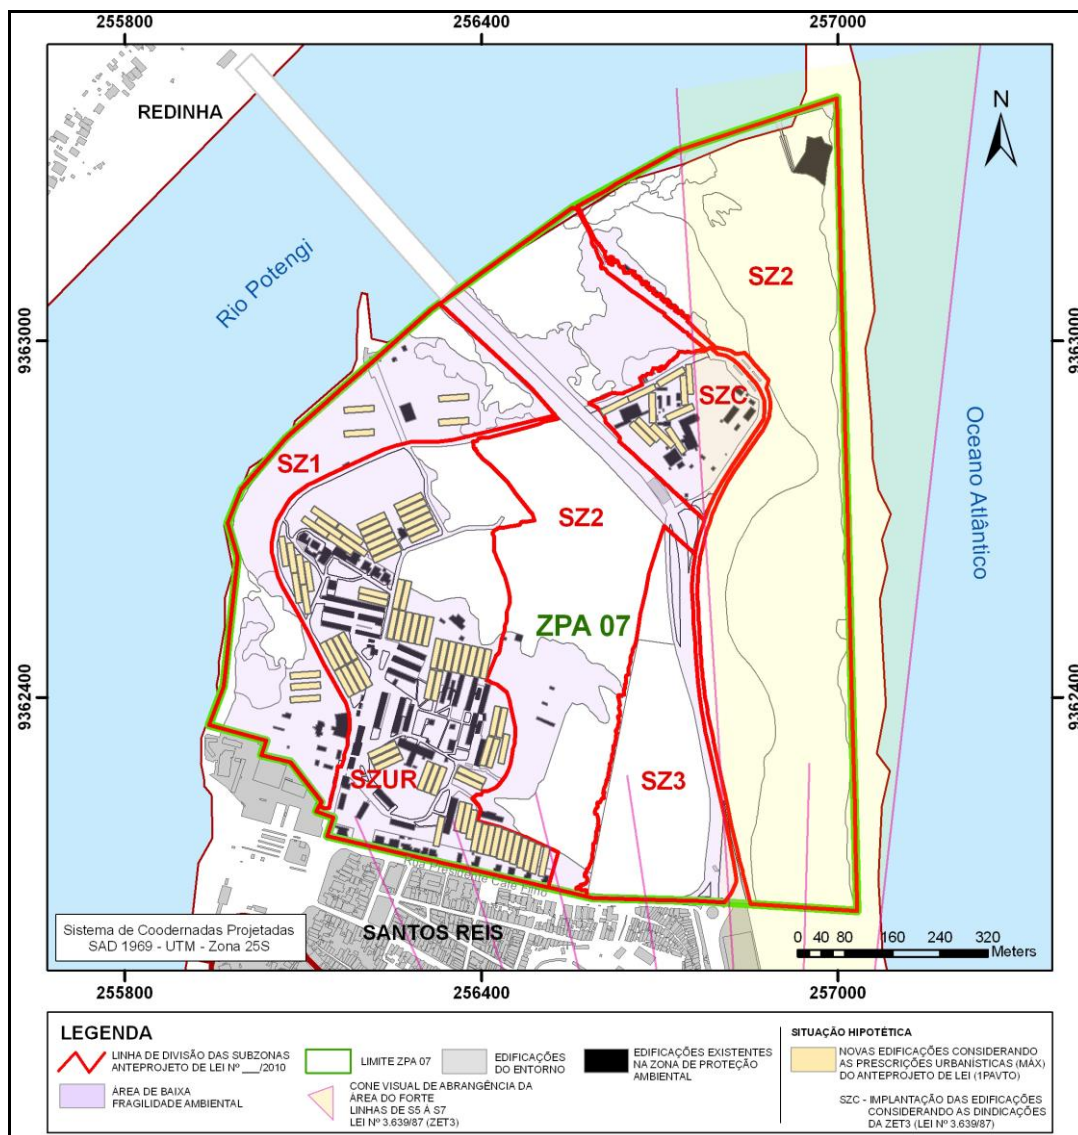 255800 256400 257000
N
REDINHA
Rio Potengi
SZ2
9363000 9363000
SZC
Oceano Atlântico
SZ1
SZ2
ZPA 07
9362400 9362400
SZ3
SZUR
Rua Presidente Café Filho
Sistema de Coodernadas Projetadas
SAD 1969 - UTM - Zona 25S
SANTOS REIS
0 40 80 160 240 320
Meters
255800 256400 257000
LEGENDA
LINHA DE DIVISÃO DAS SUBZONAS
ANTEPROJETO DE LEI Nº ___/2010
LIMITE ZPA 07
EDIFICAÇÕES
DO ENTORNO
EDIFICAÇÕES EXISTENTES
NA ZONA DE PROTEÇÃO
AMBIENTAL
ÁREA DE BAIXA
FRAGILIDADE AMBIENTAL
CONE VISUAL DE ABRANGÊNCIA DA
ÁREA DO FORTE
LINHAS DE S5 Á S7
LEI Nº 3.639/87 (ZET3)
SITUAÇÃO HIPOTÉTICA
NOVAS EDIFICAÇÕES CONSIDERANDO
AS PRESCRIÇÕES URBANÍSTICAS (MÁX)
DO ANTEPROJETO DE LEI (1PAVTO)
SZC - IMPLANTAÇÃO DAS EDIFICAÇÕES
CONSIDERANDO AS DINDICAÇÕES
DA ZET3 (LEI Nº 3.639/87)